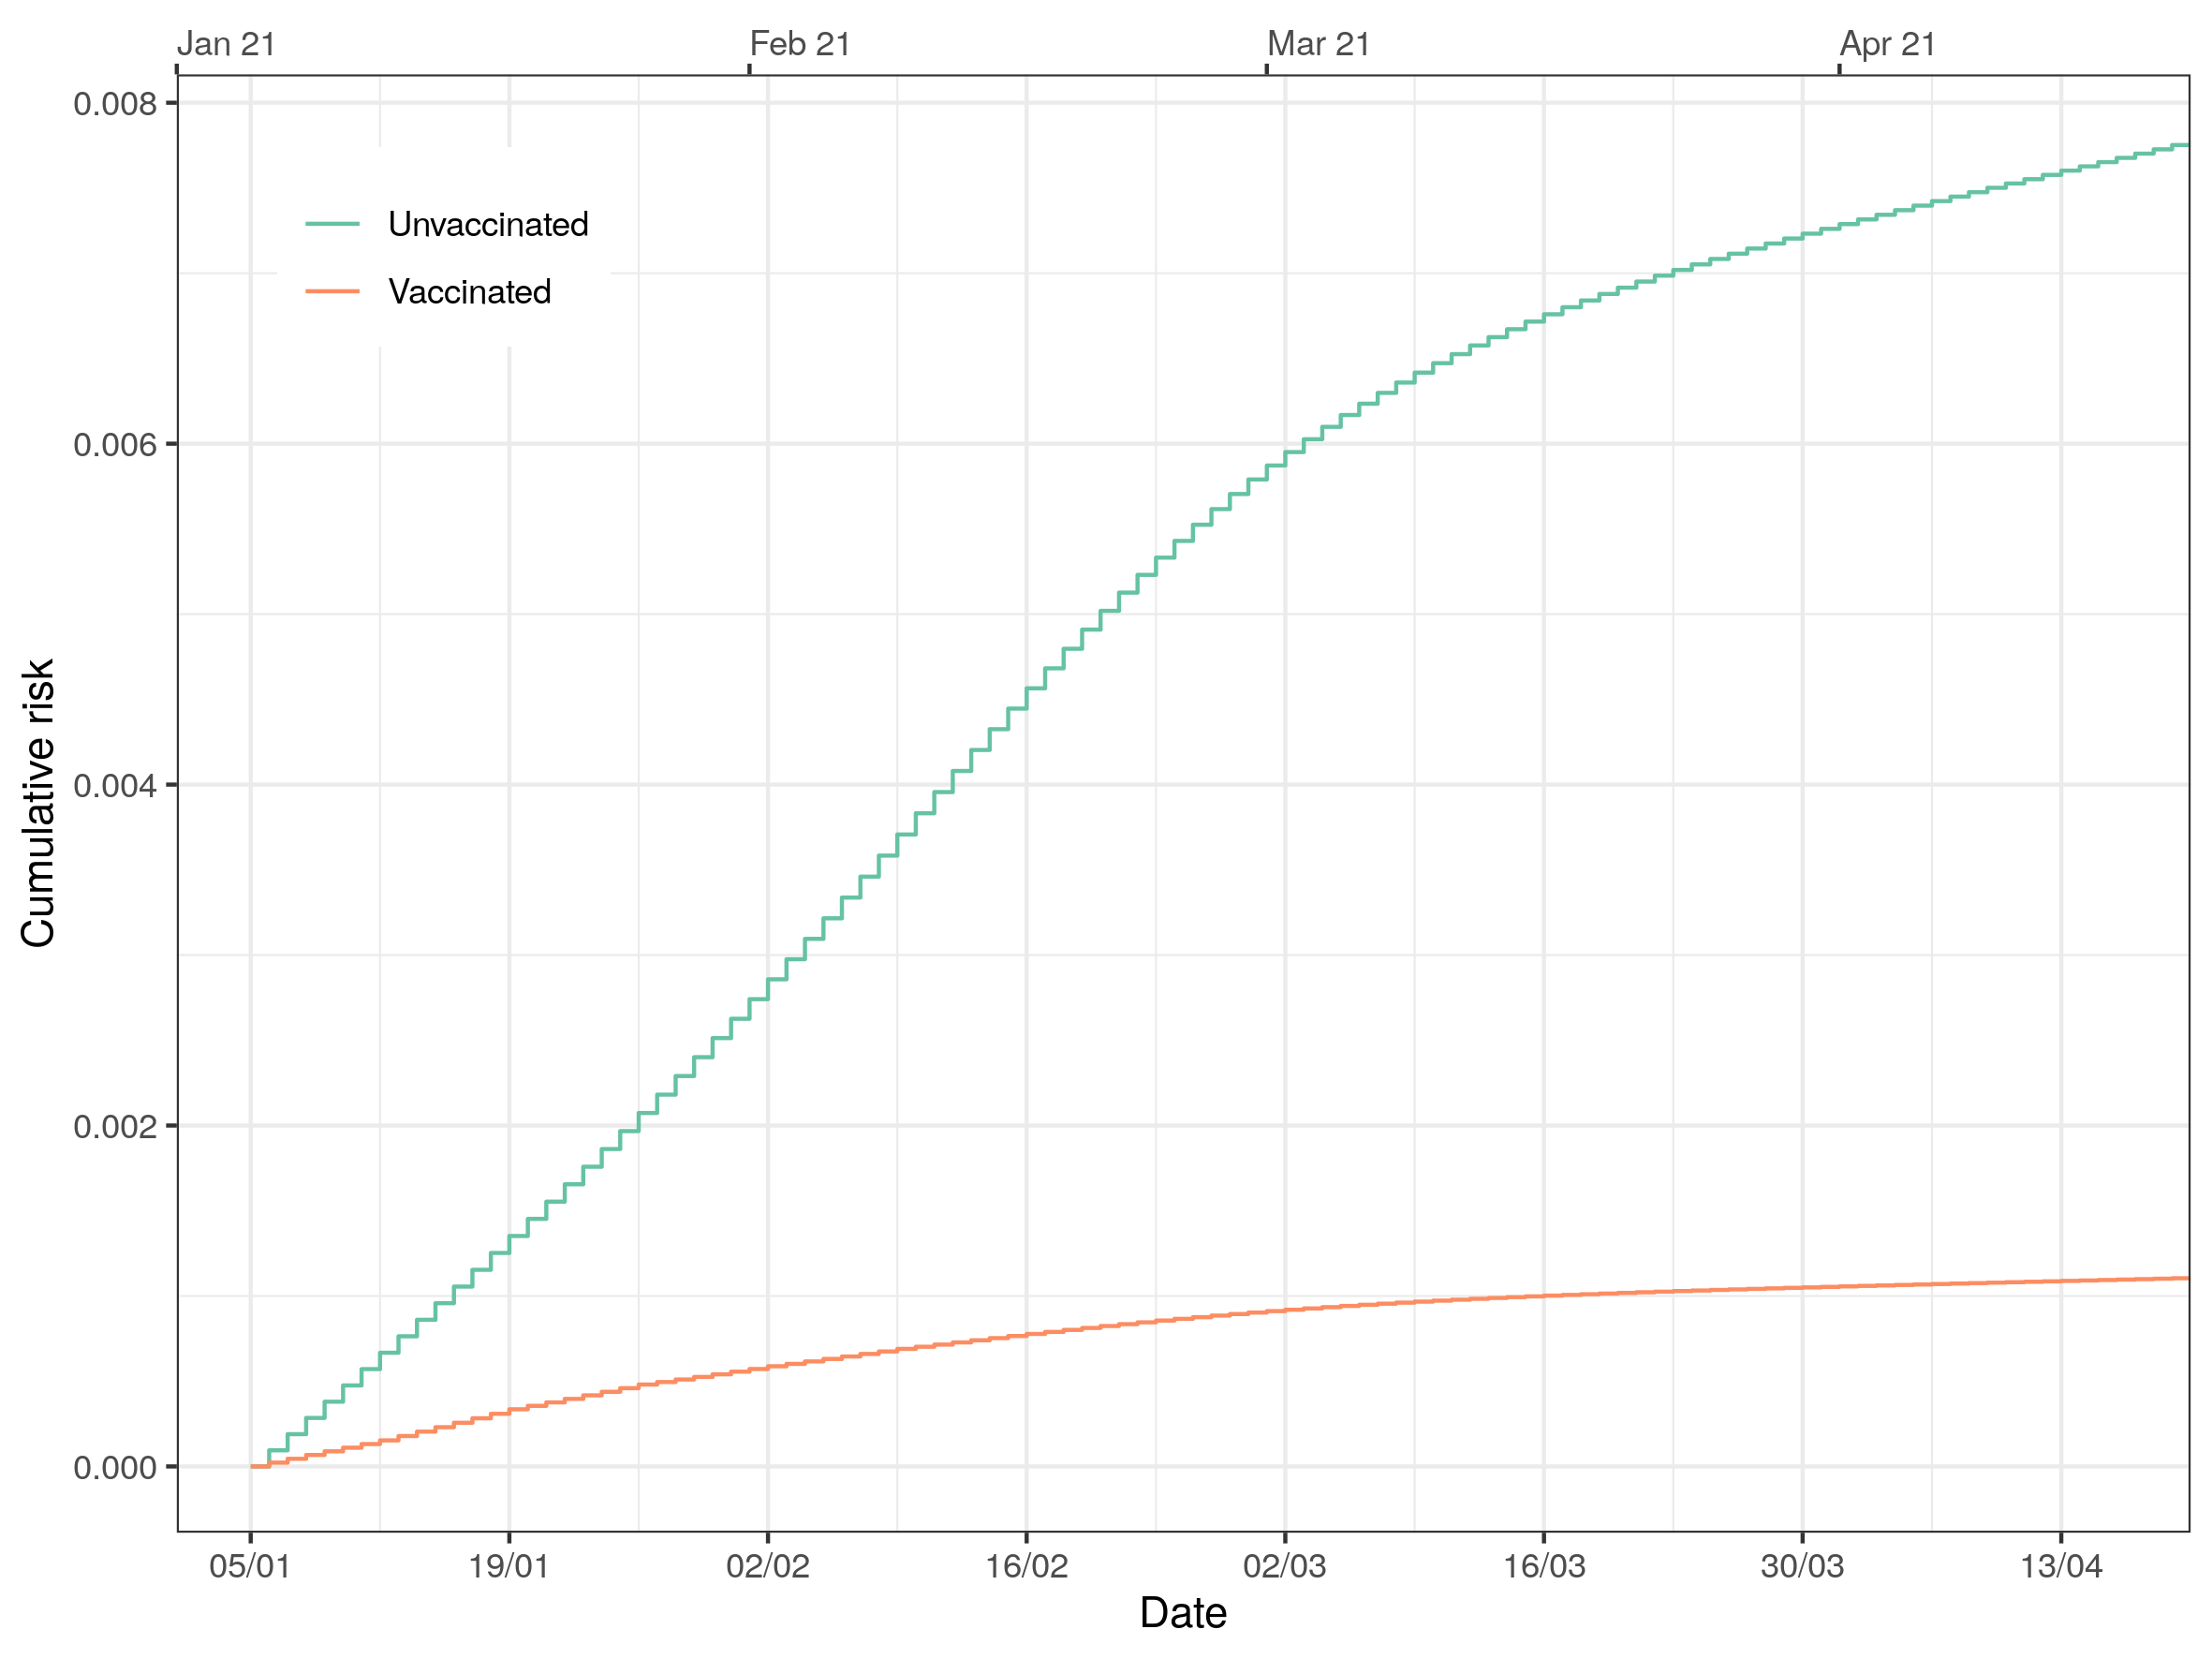 Jan 21 Feb 21 Mar 21 Apr 21
0.008
Unvaccinated
Vaccinated
0.006
0.004
0.002
0.000
Cumulative risk
05/01 19/01 02/02 16/02 02/03 16/03 30/03 13/04
Date